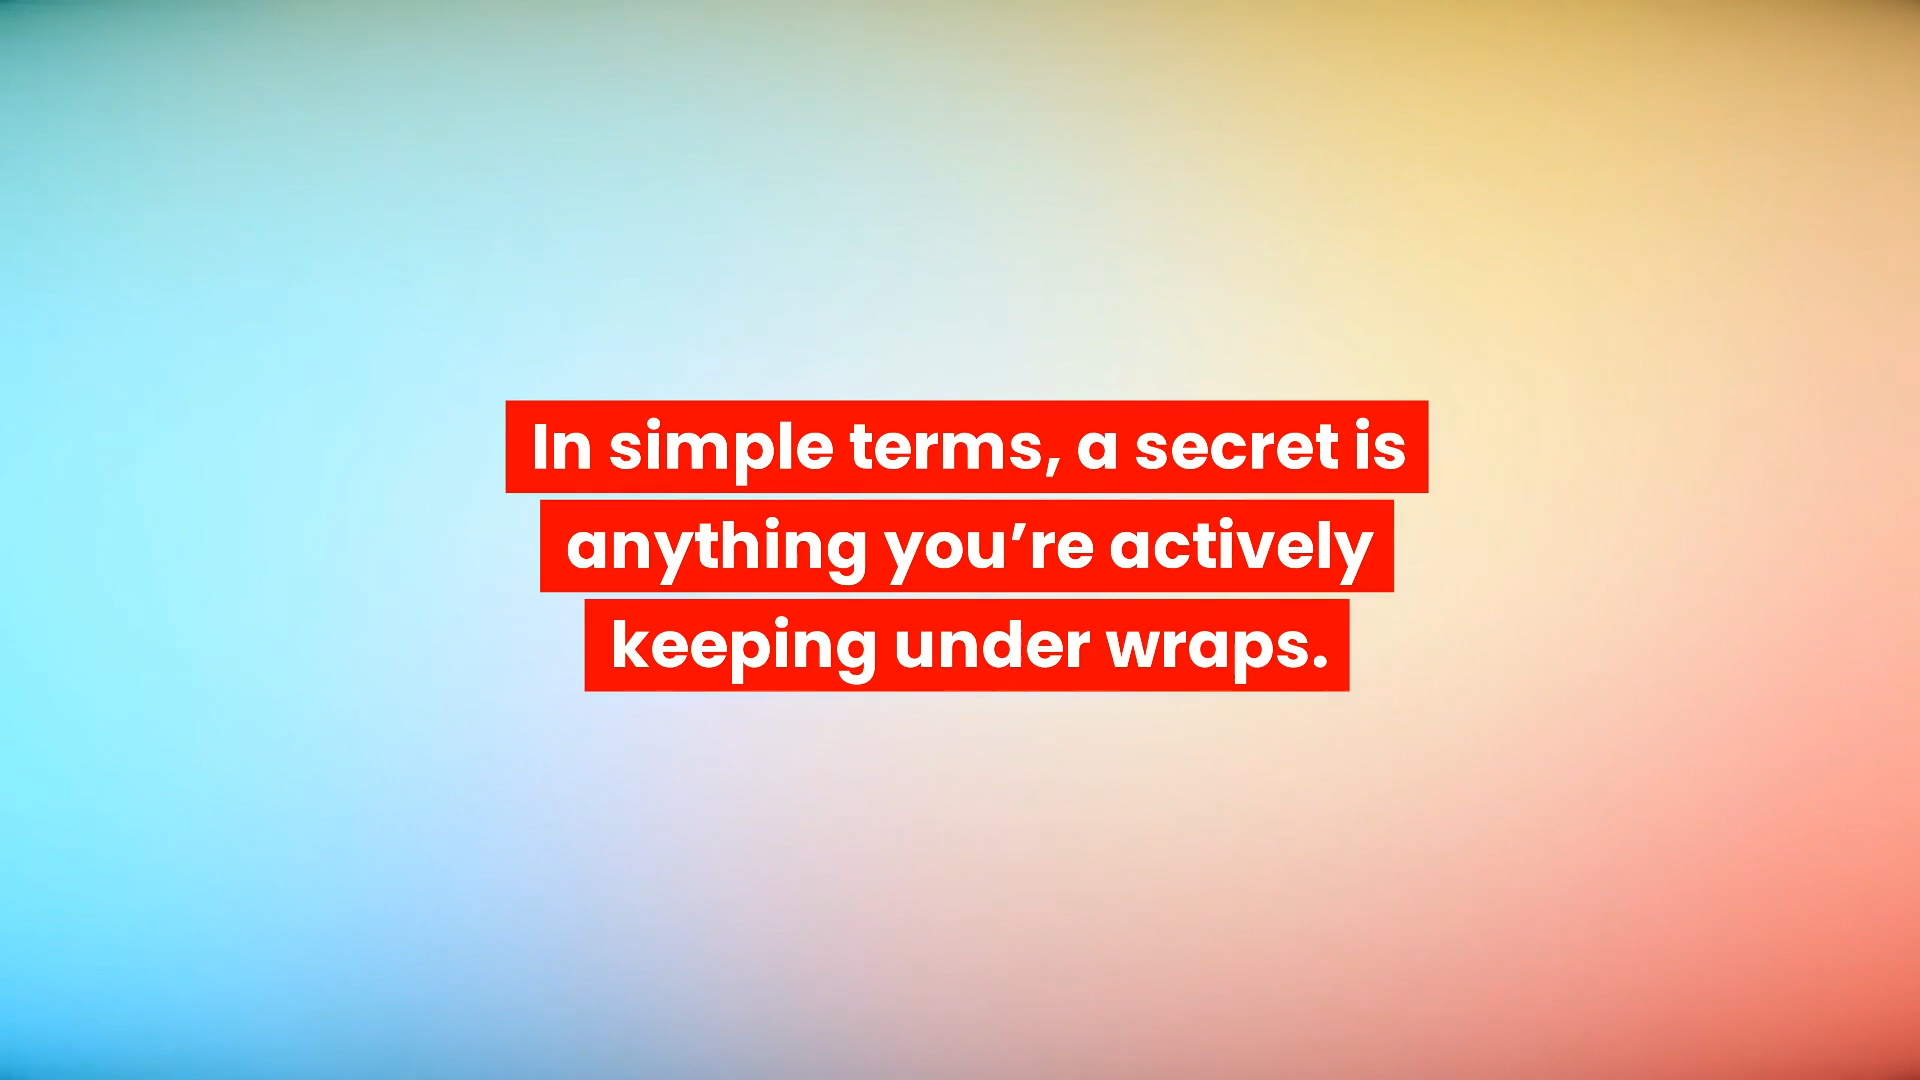 In simple terms, a secret is
anything you’re actively
keeping under wraps.